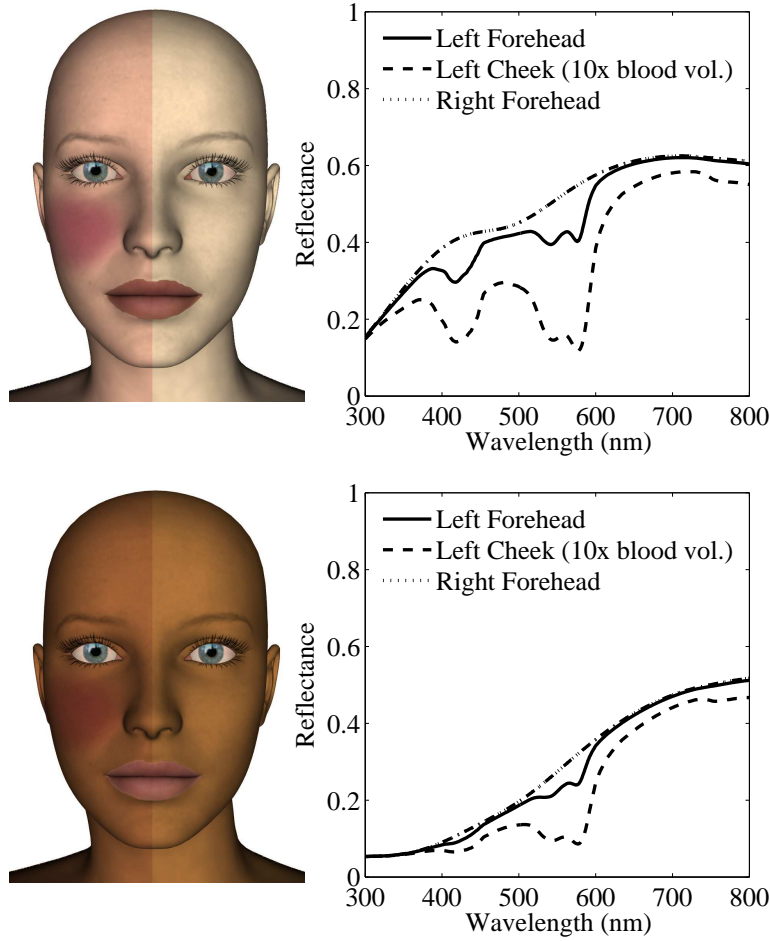 1
0.8
0.6
0.4
0.2
0
Reflectance
Left Forehead
Left Cheek (10x blood vol.)
Right Forehead
300 400 500 600 700 800
Wavelength (nm)
1
0.8
0.6
0.4
0.2
0
Reflectance
Left Forehead
Left Cheek (10x blood vol.)
Right Forehead
300 400 500 600 700 800
Wavelength (nm)